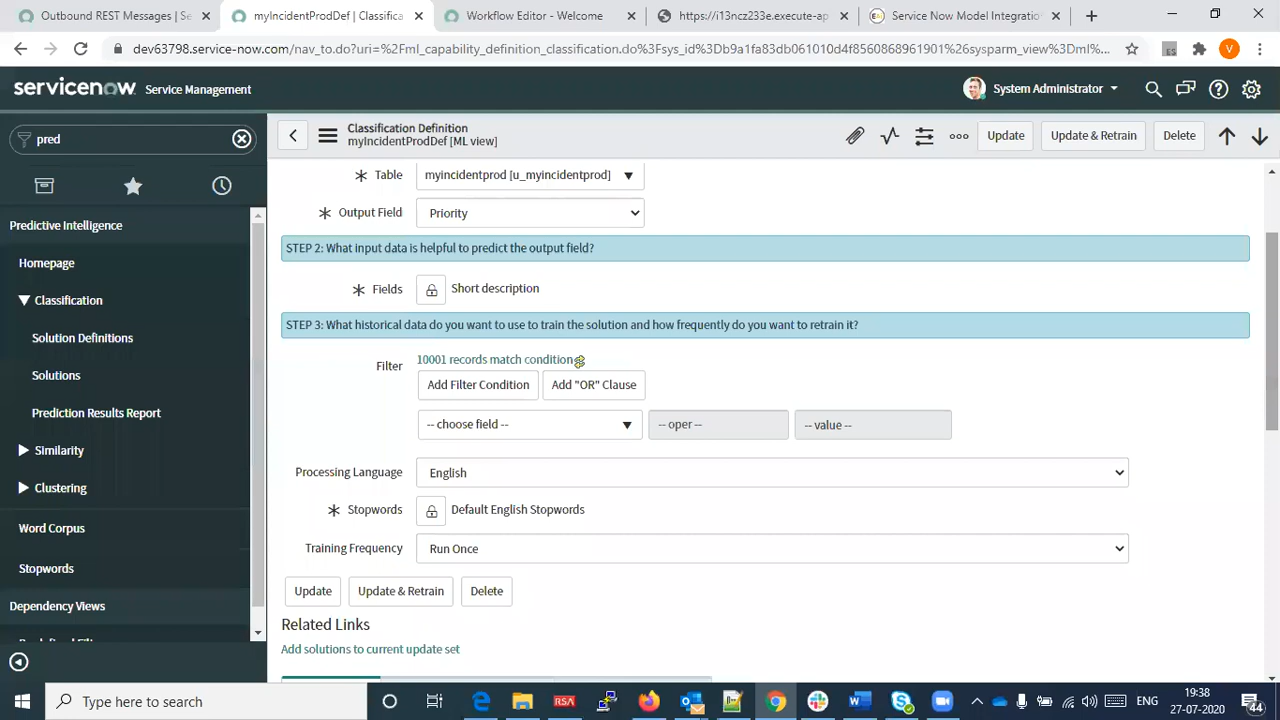 Outbound REST Messages | Se
myIncidentProdDef | Classifica
Workflow Editor - Welcome
https://i13ncz233e.execute-ap
Service Now Model Integratio
dev63798.service-now.com/nav_to.do?uri=%2Fml_capability_definition_classification.do%3Fsys_id%3Db9a1fa83db061010d4f8560868961901%26sysparm_view%3Dml...
servicenow Service Management
System Administrator
pred
Classification Definition
myIncidentProdDef [ML view]
Update
Update & Retrain
Delete
Predictive Intelligence
Homepage
Classification
Solution Definitions
Solutions
Prediction Results Report
Similarity
Clustering
Word Corpus
Stopwords
Dependency Views
Table myincidentprod [u_myincidentprod]
Output Field Priority
STEP 2: What input data is helpful to predict the output field?
Fields Short description
STEP 3: What historical data do you want to use to train the solution and how frequently do you want to retrain it?
Filter 10001 records match condition
Add Filter Condition Add "OR" Clause
-- choose field -- -- oper -- -- value --
Processing Language English
Stopwords Default English Stopwords
Training Frequency Run Once
Update Update & Retrain Delete
Related Links
Add solutions to current update set
Type here to search
RSA
ENG
19:38
27-07-2020
44